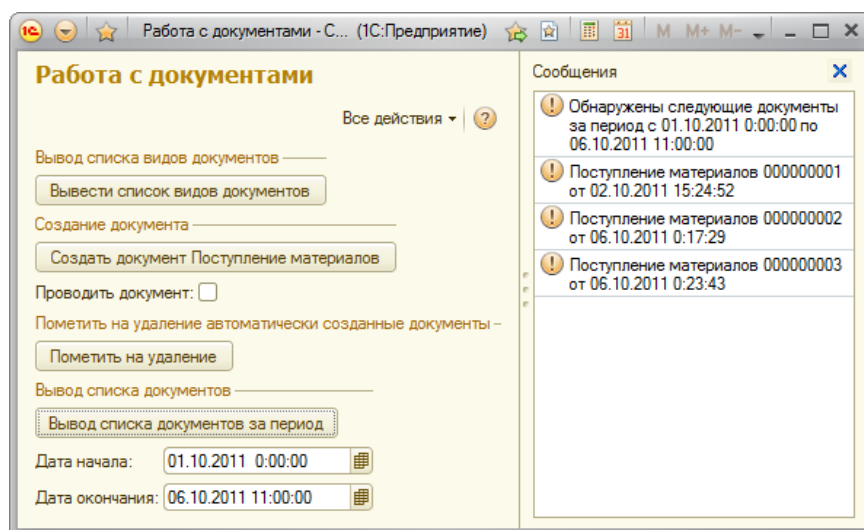 1С Работа с документами - С... (1С:Предприятие) 31 M M+ M-
Работа с документами
Все действия ?
Вывод списка видов документов
Вывести список видов документов
Создание документа
Создать документ Поступление материалов
Проводить документ:
Пометить на удаление автоматически созданные документы
Пометить на удаление
Вывод списка документов
Вывод списка документов за период
Дата начала: 01.10.2011 0:00:00
Дата окончания: 06.10.2011 11:00:00
Сообщения
Обнаружены следующие документы
за период с 01.10.2011 0:00:00 по
06.10.2011 11:00:00
Поступление материалов 000000001
от 02.10.2011 15:24:52
Поступление материалов 000000002
от 06.10.2011 0:17:29
Поступление материалов 000000003
от 06.10.2011 0:23:43